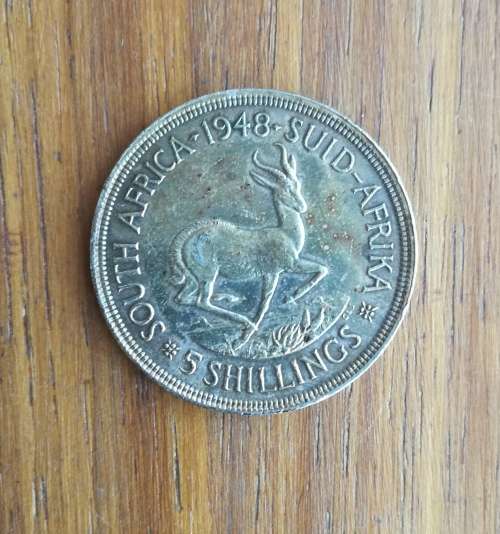 SOUTH AFRICA · 1948 · SUID-AFRIKA
5 SHILLINGS